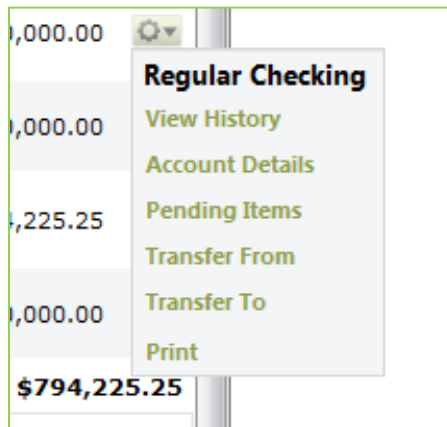 ,000.00
Regular Checking
View History
,000.00
Account Details
Pending Items
,225.25
Transfer From
Transfer To
,000.00
Print
$794,225.25